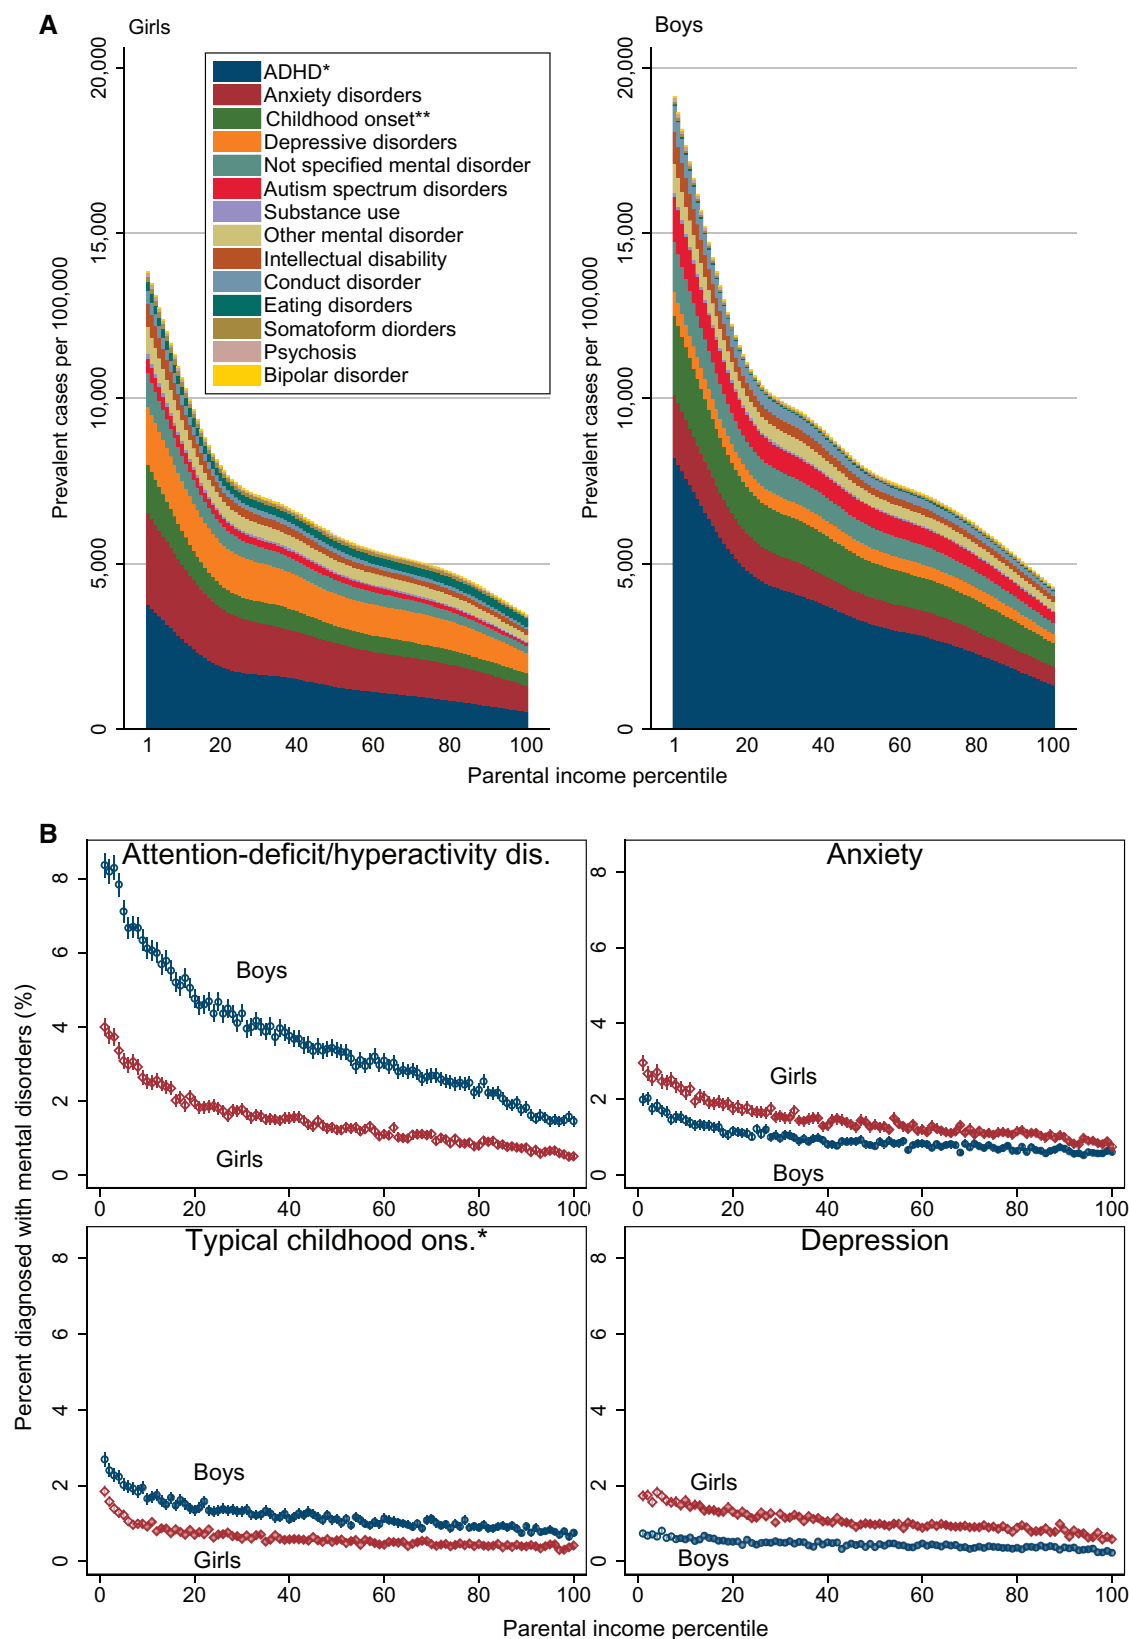 A
Girls
Boys
20,000
15,000
10,000
5,000
0
Prevalent cases per 100,000
ADHD*
Anxiety disorders
Childhood onset**
Depressive disorders
Not specified mental disorder
Autism spectrum disorders
Substance use
Other mental disorder
Intellectual disability
Conduct disorder
Eating disorders
Somatoform diorders
Psychosis
Bipolar disorder
1 20 40 60 80 100
20,000
15,000
10,000
5,000
0
Prevalent cases per 100,000
1 20 40 60 80 100
Parental income percentile
B
Percent diagnosed with mental disorders (%)
Attention-deficit/hyperactivity dis.
8
6
4
2
0
Boys
Girls
0 20 40 60 80 100
Anxiety
8
6
4
2
0
Girls
Boys
0 20 40 60 80 100
Typical childhood ons.*
8
6
4
2
0
Boys
Girls
0 20 40 60 80 100
Depression
8
6
4
2
0
Girls
Boys
0 20 40 60 80 100
Parental income percentile